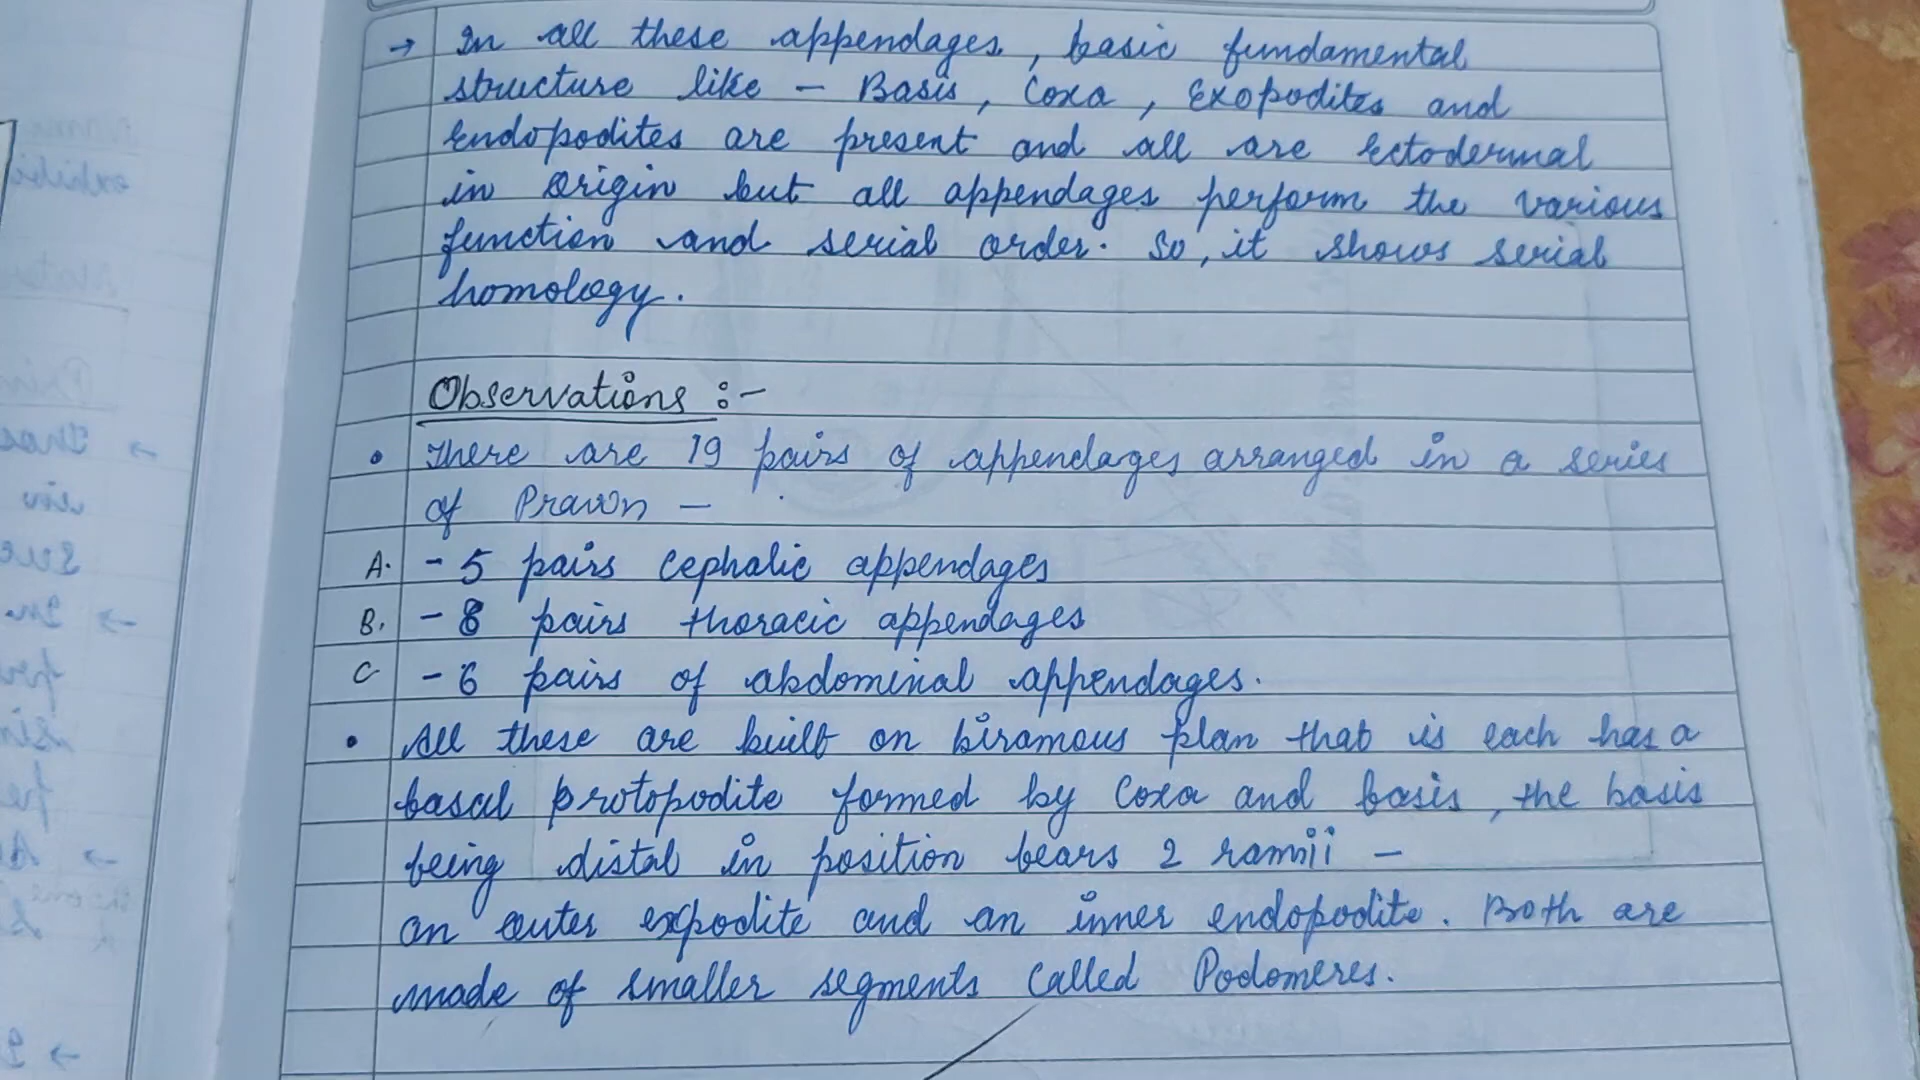 → In all these appendages, basic fundamental
structure like - Basis, Coxa, Exopodites and
Endopodites are present and all are Ectodermal
in origin but all appendages perform the various
function and serial order. So, it shows serial
homology.
Observations :-
• There are 19 pairs of appendages arranged in a series
of Prawn -
A. - 5 pairs cephalic appendages
B. - 8 pairs thoracic appendages
C - 6 pairs of abdominal appendages.
• All these are built on biramous plan that is each has a
basal protopodite formed by Coxa and basis, the basis
being distal in position bears 2 ramii -
an outer expodite and an inner endopodite. Both are
made of smaller segments called Podomeres.